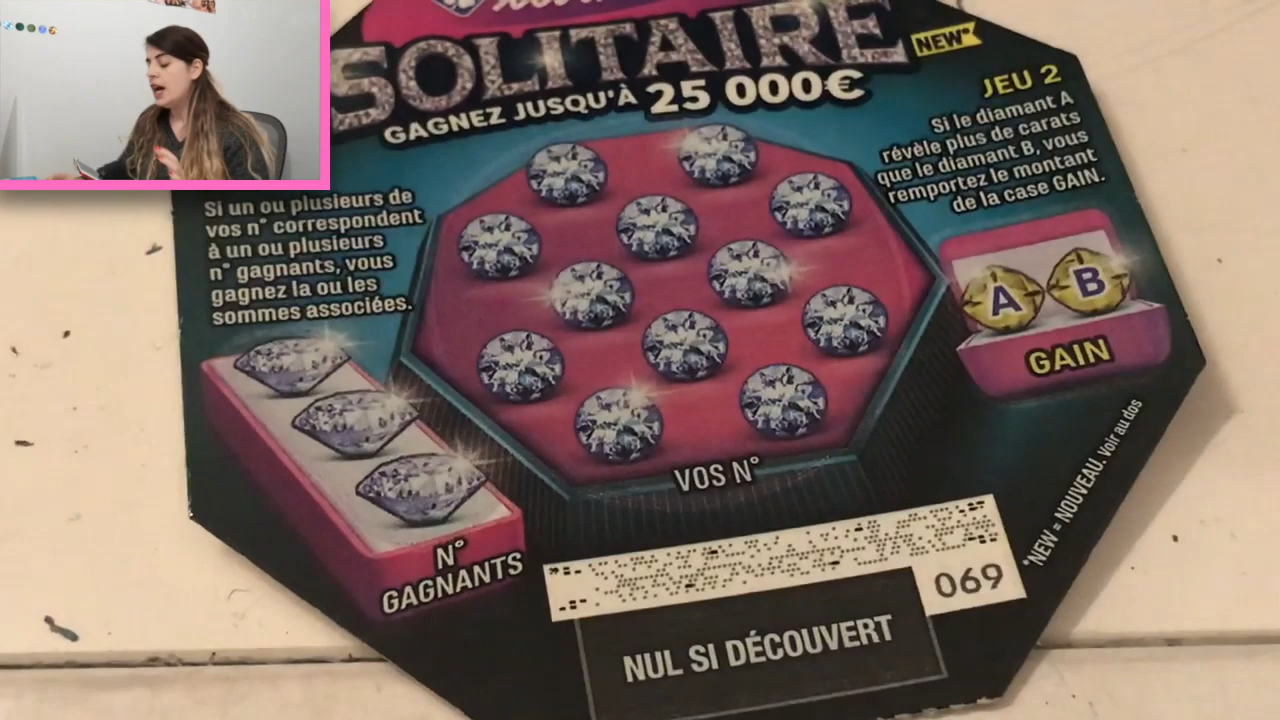 SOLITAIRE
NEW*
GAGNEZ JUSQU'À 25 000€
Si un ou plusieurs de
vos n° correspondent
à un ou plusieurs
n° gagnants, vous
gagnez la ou les
sommes associées.
JEU 2
Si le diamant A
révèle plus de carats
que le diamant B, vous
remportez le montant
de la case GAIN.
A B
GAIN
VOS N°
N°
GAGNANTS
*NEW = NOUVEAU. Voir au dos
069
NUL SI DÉCOUVERT